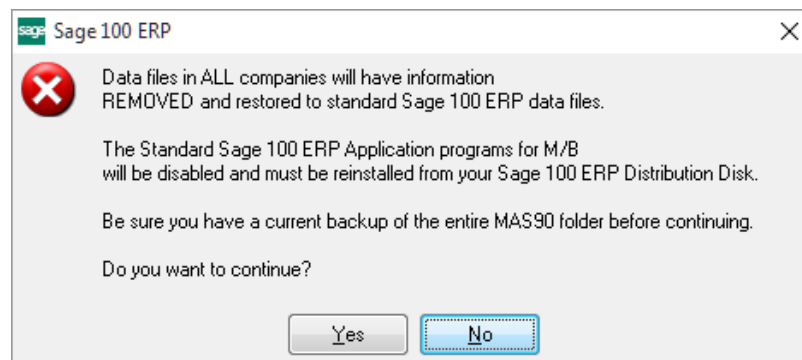 sage Sage 100 ERP
Data files in ALL companies will have information
REMOVED and restored to standard Sage 100 ERP data files.
The Standard Sage 100 ERP Application programs for M/B
will be disabled and must be reinstalled from your Sage 100 ERP Distribution Disk.
Be sure you have a current backup of the entire MAS90 folder before continuing.
Do you want to continue?
Yes No